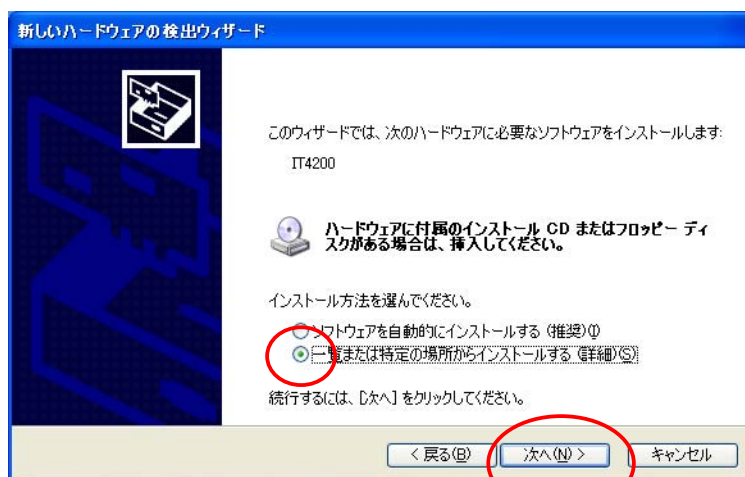 新しいハードウェアの検出ウィザード
このウィザードでは、次のハードウェアに必要なソフトウェアをインストールします:
IT4200
ハードウェアに付属のインストール CD またはフロッピー ディ
スクがある場合は、挿入してください。
インストール方法を選んでください。
ソフトウェアを自動的にインストールする (推奨)(I)
一覧または特定の場所からインストールする (詳細)(S)
続行するには、[次へ] をクリックしてください。
< 戻る(B) 次へ(N) > キャンセル